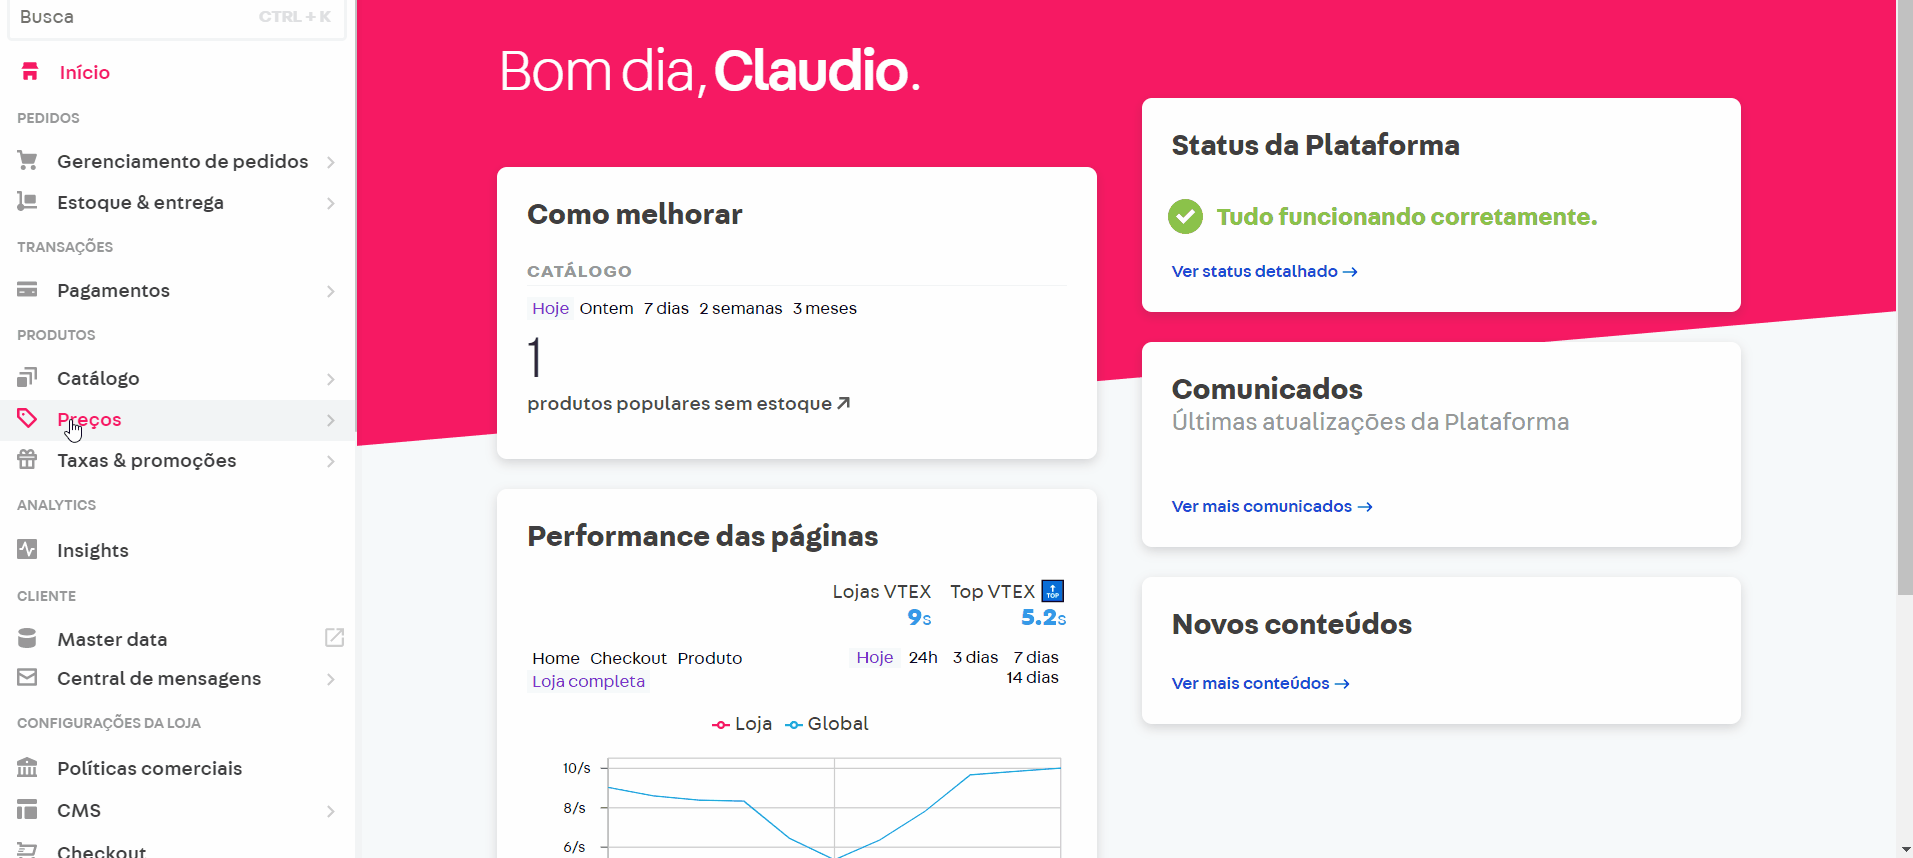 Busca CTRL + K
Início
PEDIDOS
Gerenciamento de pedidos
Estoque & entrega
TRANSAÇÕES
Pagamentos
PRODUTOS
Catálogo
Preços
Taxas & promoções
ANALYTICS
Insights
CLIENTE
Master data
Central de mensagens
CONFIGURAÇÕES DA LOJA
Políticas comerciais
CMS
Checkout
Bom dia, Claudio.
Como melhorar
CATÁLOGO
Hoje Ontem 7 dias 2 semanas 3 meses
1
produtos populares sem estoque
Performance das páginas
Lojas VTEX Top VTEX TOP
9s 5.2s
Home Checkout Produto Hoje 24h 3 dias 7 dias
Loja completa 14 dias
Loja Global
10/s
8/s
6/s
Status da Plataforma
Tudo funcionando corretamente.
Ver status detalhado
Comunicados
Últimas atualizações da Plataforma
Ver mais comunicados
Novos conteúdos
Ver mais conteúdos